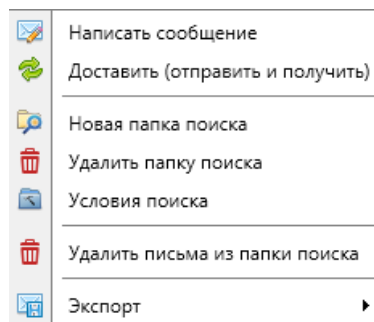 Написать сообщение
Доставить (отправить и получить)
Новая папка поиска
Удалить папку поиска
Условия поиска
Удалить письма из папки поиска
Экспорт